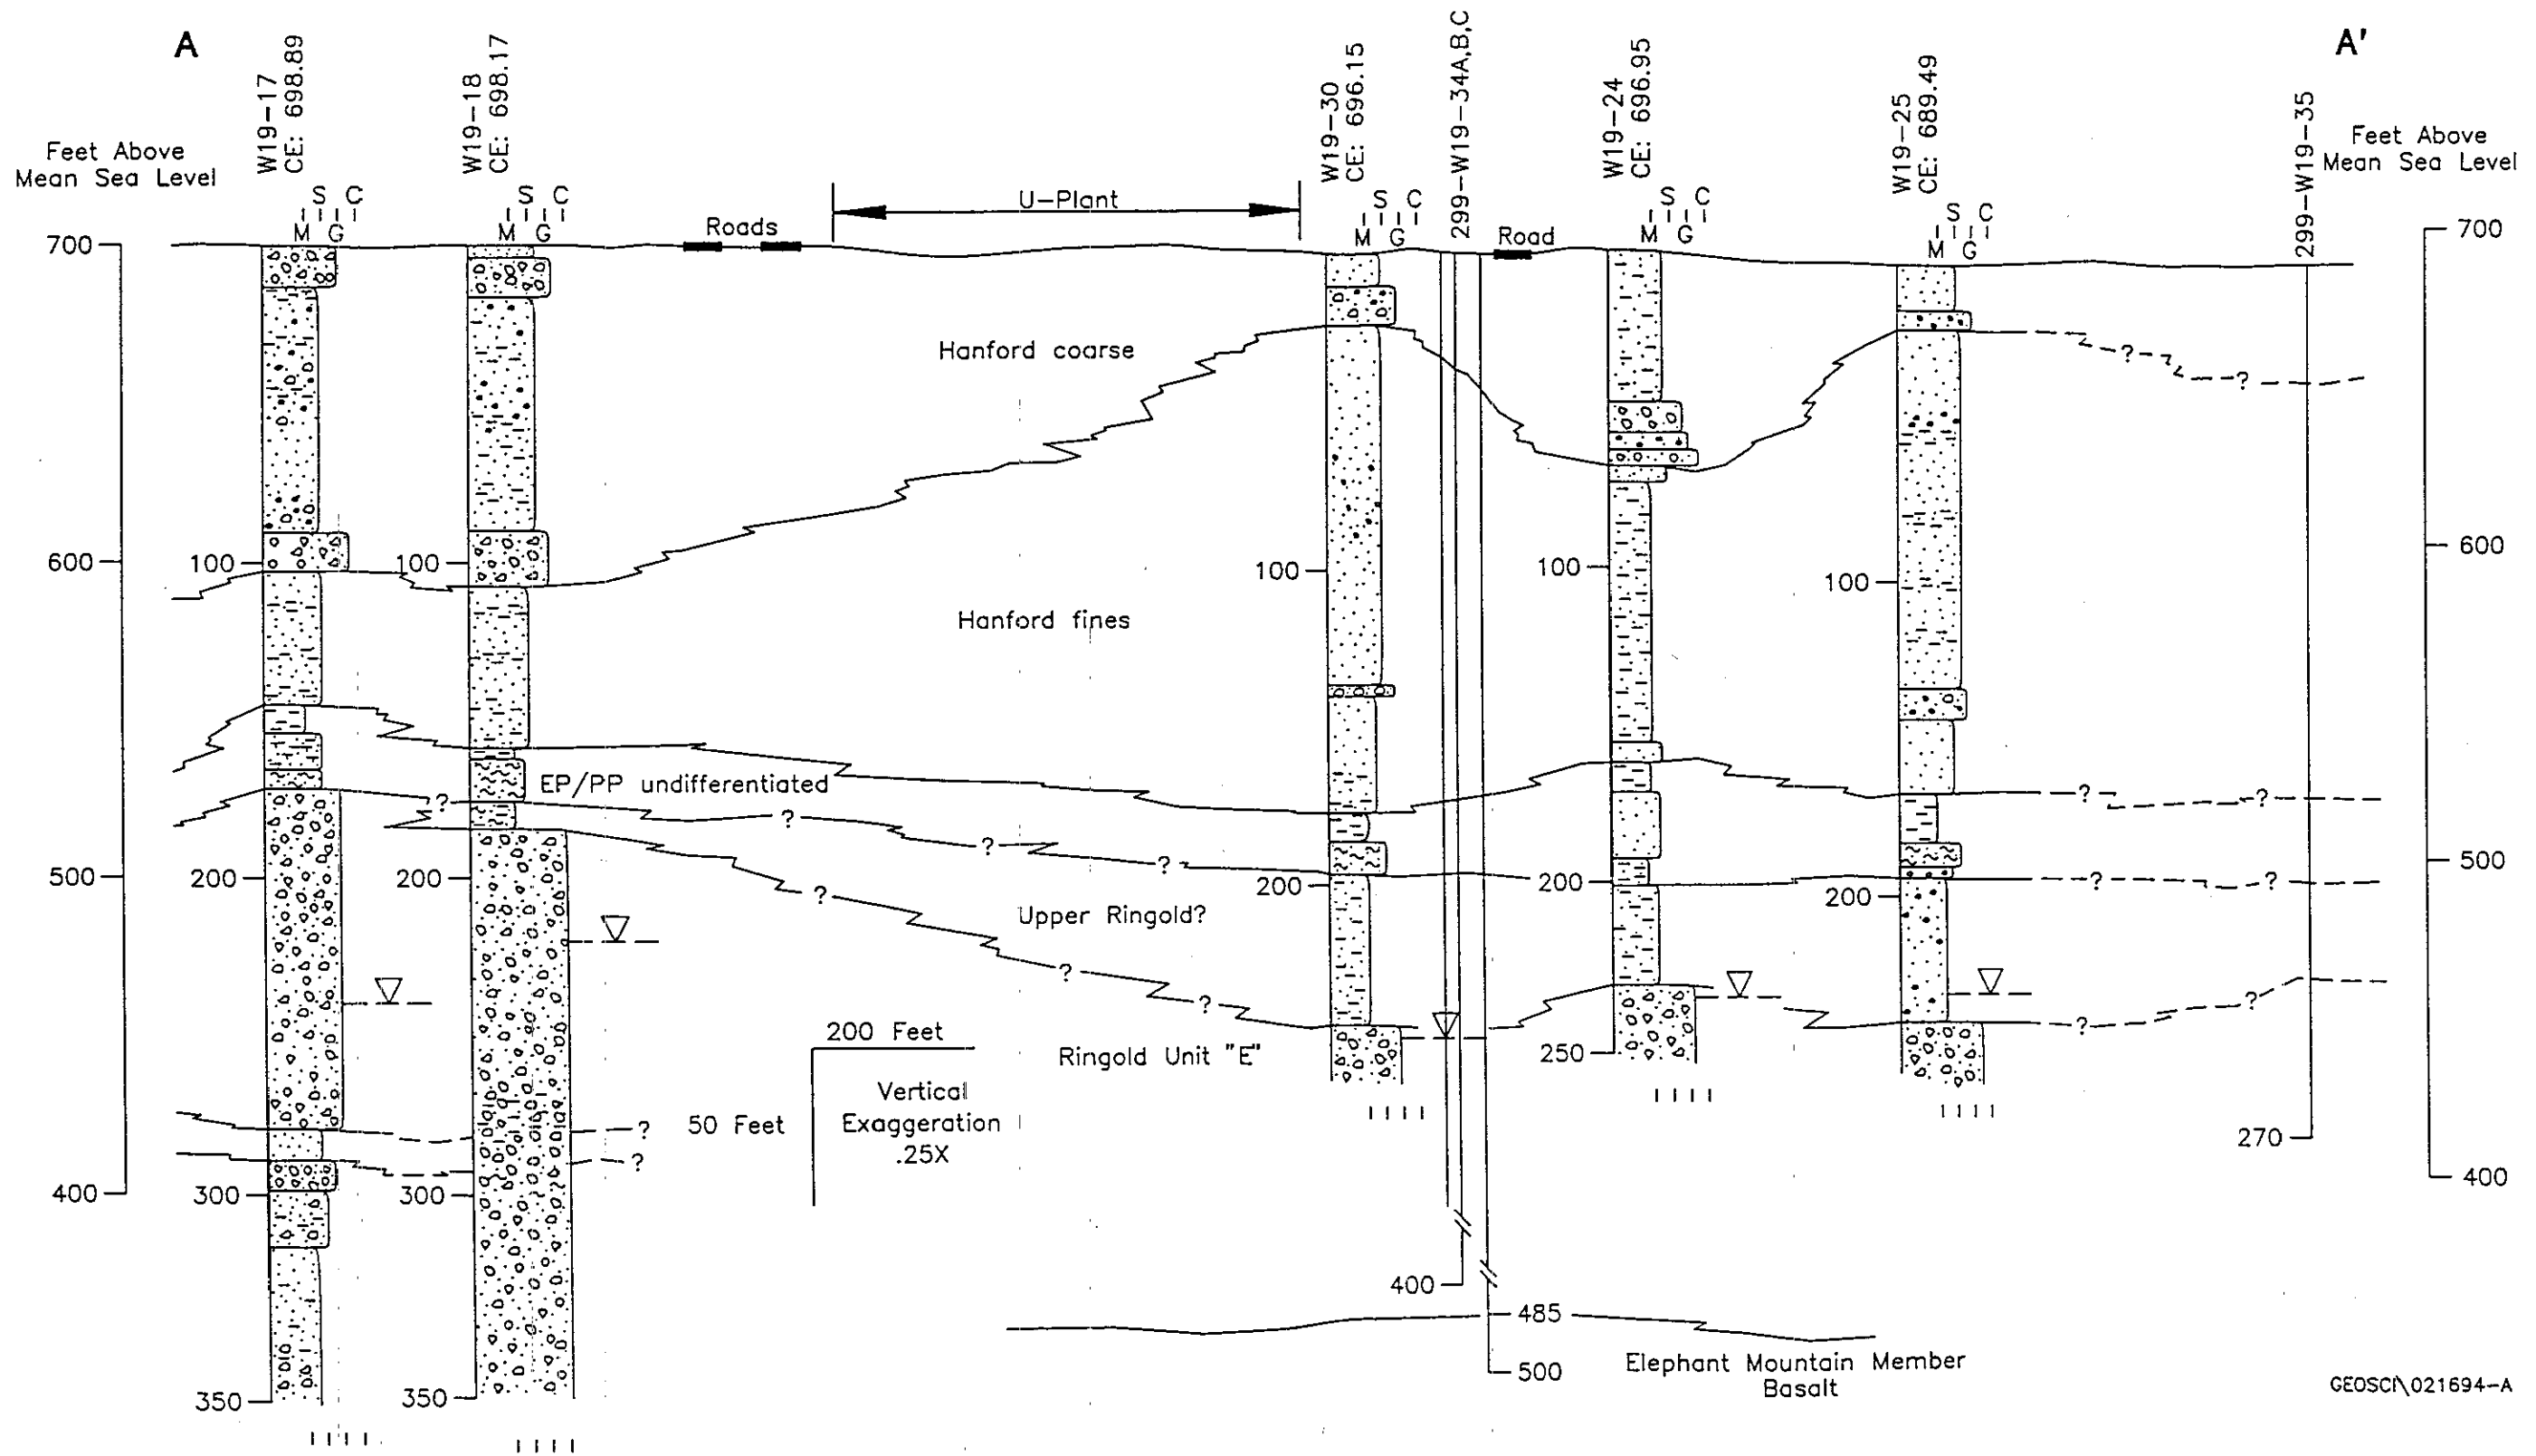 A
A'
W19-17
CE: 698.89
W19-18
CE: 698.17
W19-30
CE: 696.15
299-W19-34A,B,C
W19-24
CE: 696.95
W19-25
CE: 689.49
299-W19-35
Feet Above
Mean Sea Level
Feet Above
Mean Sea Level
S C
M G
S C
M G
S C
M G
S C
M G
S C
M G
U-Plant
Roads
Road
700
700
Hanford coarse
?
?
600
100
100
100
100
100
600
Hanford fines
EP/PP undifferentiated
?
?
?
?
?
?
?
500
200
200
200
200
200
500
?
?
?
Upper Ringold?
?
?
?
?
200 Feet
Ringold Unit "E"
250
50 Feet
Vertical
Exaggeration
.25X
?
?
270
400
300
300
400
400
485
500
Elephant Mountain Member
Basalt
350
350
GEOSCI\021694-A